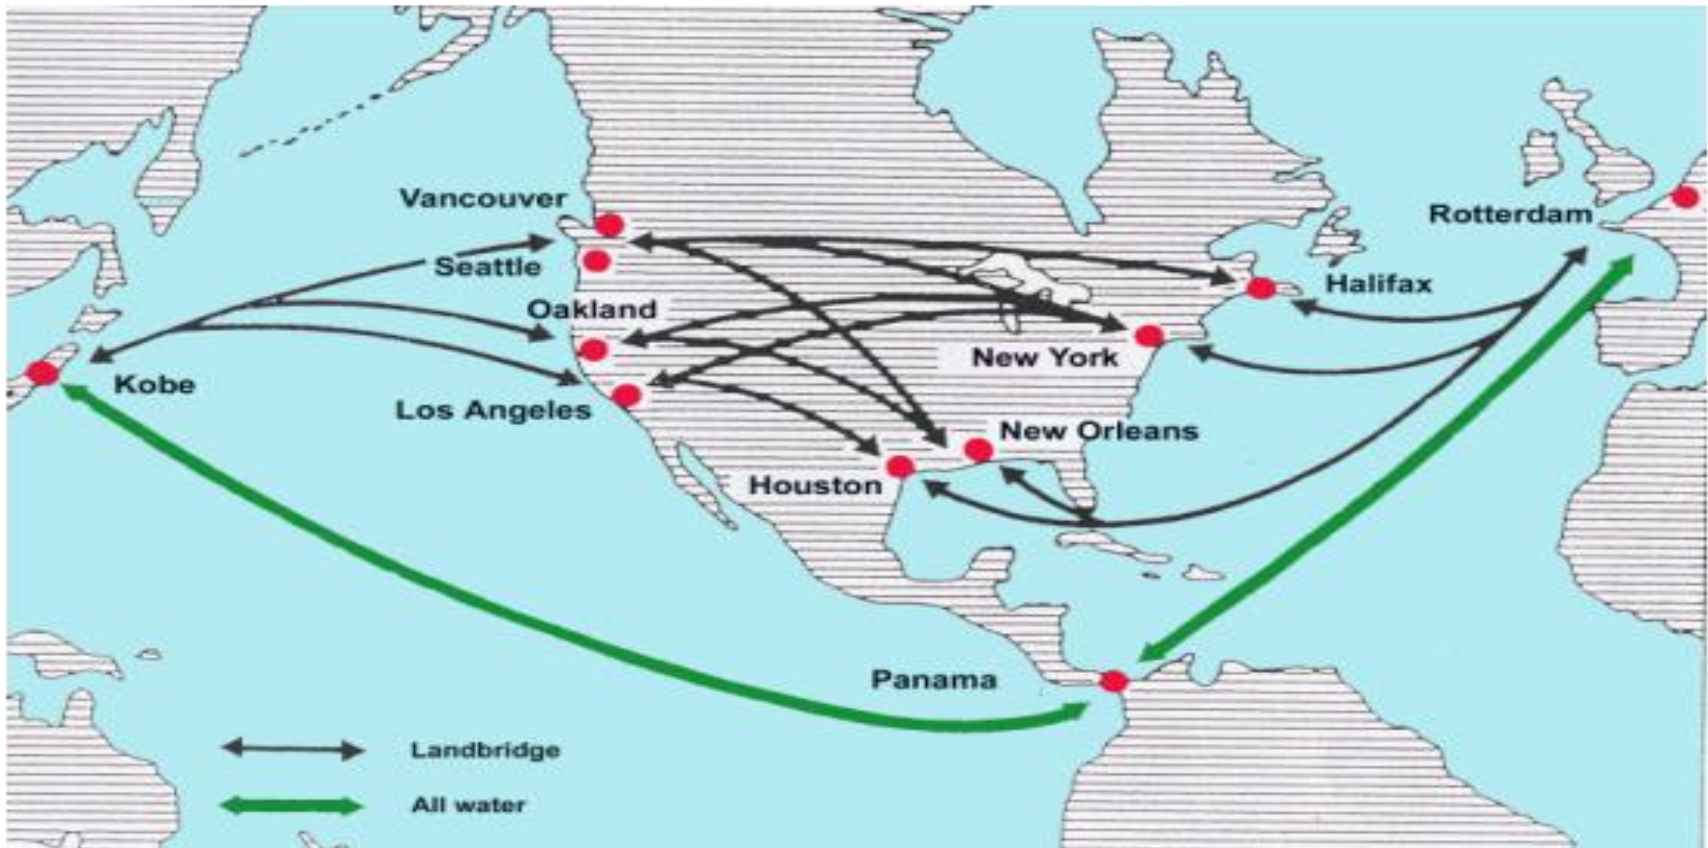 Vancouver
Rotterdam
Seattle
Halifax
Oakland
New York
Kobe
Los Angeles
New Orleans
Houston
Panama
Landbridge
All water